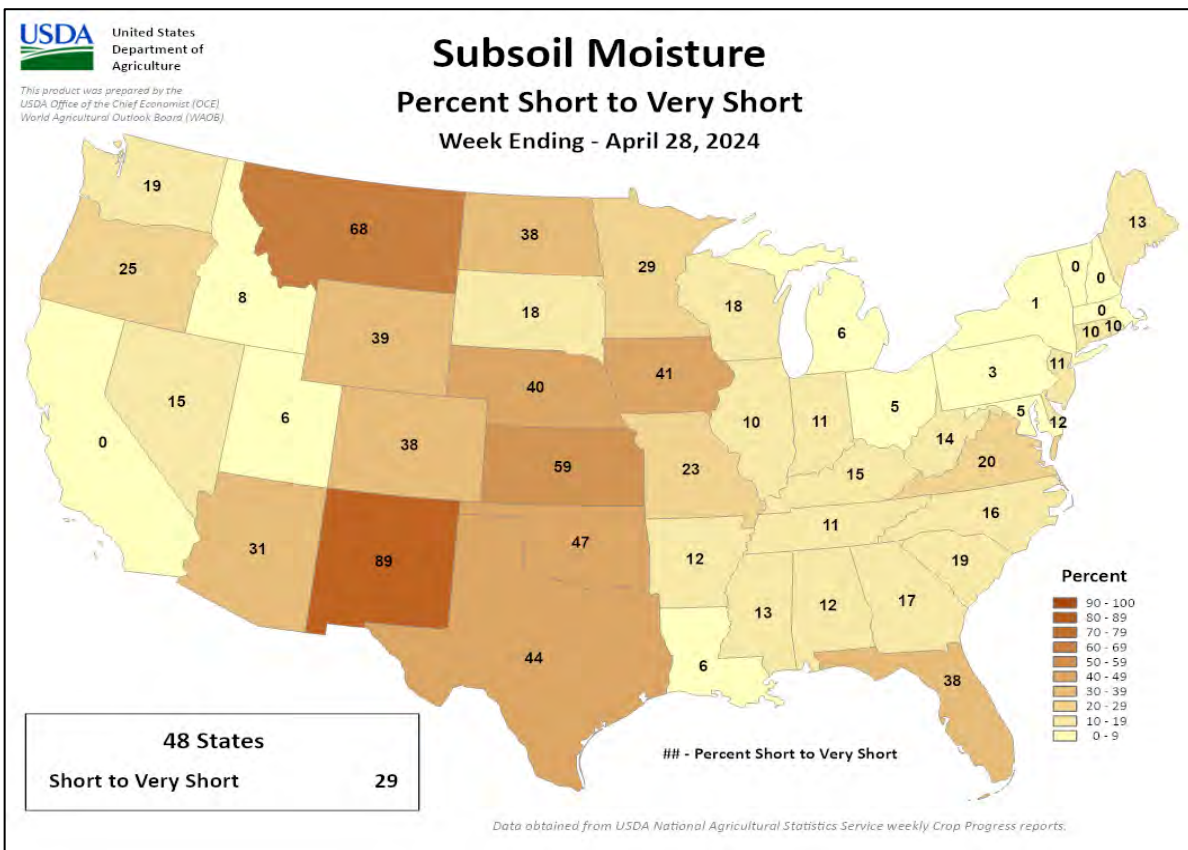 USDA
United States
Department of
Agriculture
This product was prepared by the
USDA Office of the Chief Economist (OCE)
World Agricultural Outlook Board (WAOB)
Subsoil Moisture
Percent Short to Very Short
Week Ending - April 28, 2024
19
68
38
29
13
25
8
18
18
6
1
0
0
0
10
10
39
40
41
3
11
15
6
0
38
59
23
10
11
5
14
5
12
20
15
31
89
47
12
11
16
19
44
6
13
12
17
38
Percent
90 - 100
80 - 89
70 - 79
60 - 69
50 - 59
40 - 49
30 - 39
20 - 29
10 - 19
0 - 9
48 States
Short to Very Short 29
## - Percent Short to Very Short
Data obtained from USDA National Agricultural Statistics Service weekly Crop Progress reports.